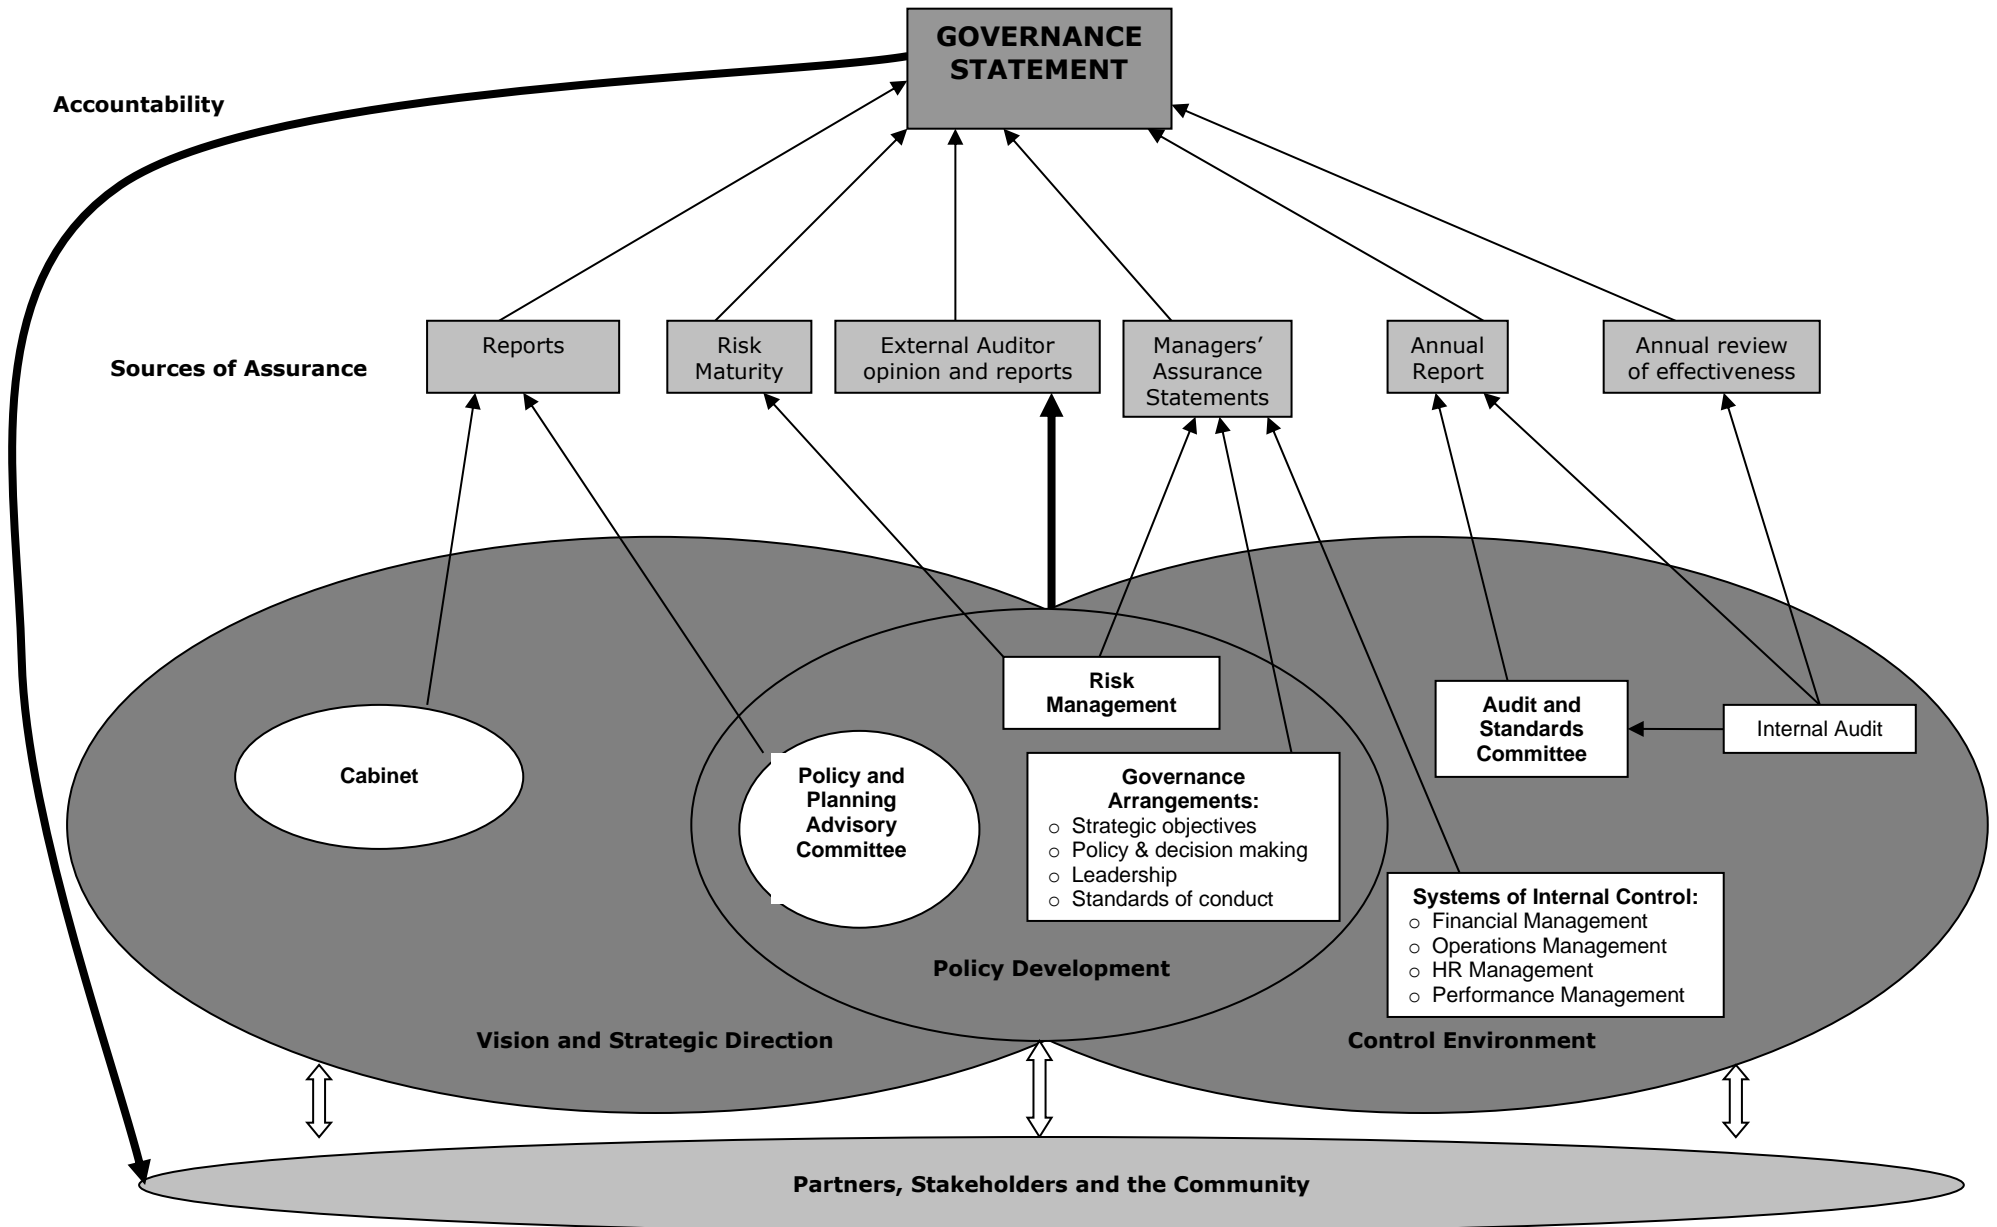 GOVERNANCE
STATEMENT
Accountability
Sources of Assurance
Reports
Risk
Maturity
External Auditor
opinion and reports
Managers’
Assurance
Statements
Annual
Report
Annual review
of effectiveness
Cabinet
Policy and
Planning
Advisory
Committee
Risk
Management
Governance
Arrangements:
o Strategic objectives
o Policy & decision making
o Leadership
o Standards of conduct
Audit and
Standards
Committee
Internal Audit
Systems of Internal Control:
o Financial Management
o Operations Management
o HR Management
o Performance Management
Policy Development
Vision and Strategic Direction
Control Environment
Partners, Stakeholders and the Community